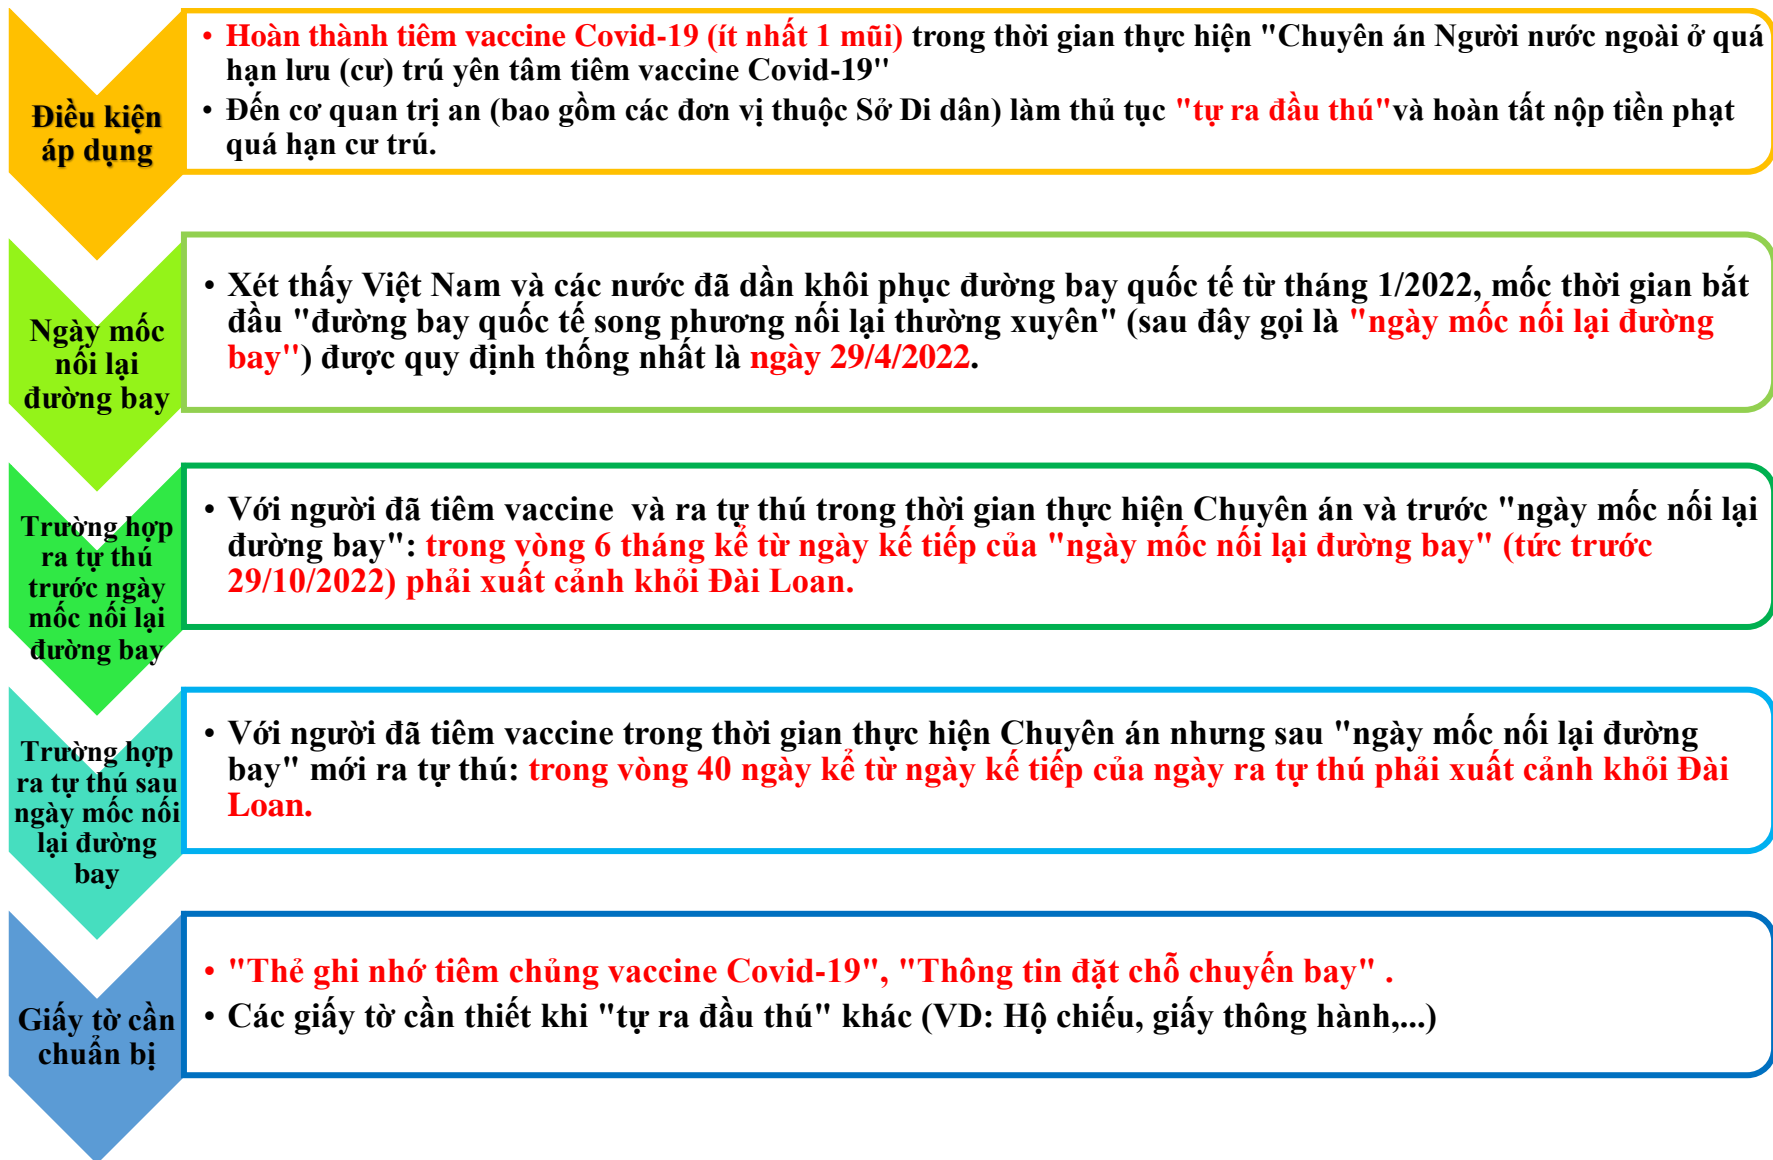 Điều kiện
áp dụng
• Hoàn thành tiêm vaccine Covid-19 (ít nhất 1 mũi) trong thời gian thực hiện "Chuyên án Người nước ngoài ở quá
hạn lưu (cư) trú yên tâm tiêm vaccine Covid-19"
• Đến cơ quan trị an (bao gồm các đơn vị thuộc Sở Di dân) làm thủ tục "tự ra đầu thú"và hoàn tất nộp tiền phạt
quá hạn cư trú.
Ngày mốc
nối lại
đường bay
• Xét thấy Việt Nam và các nước đã dần khôi phục đường bay quốc tế từ tháng 1/2022, mốc thời gian bắt
đầu "đường bay quốc tế song phương nối lại thường xuyên" (sau đây gọi là "ngày mốc nối lại đường
bay") được quy định thống nhất là ngày 29/4/2022.
Trường hợp
ra tự thú
trước ngày
mốc nối lại
đường bay
• Với người đã tiêm vaccine  và ra tự thú trong thời gian thực hiện Chuyên án và trước "ngày mốc nối lại
đường bay": trong vòng 6 tháng kể từ ngày kế tiếp của "ngày mốc nối lại đường bay" (tức trước
29/10/2022) phải xuất cảnh khỏi Đài Loan.
Trường hợp
ra tự thú sau
ngày mốc nối
lại đường
bay
• Với người đã tiêm vaccine trong thời gian thực hiện Chuyên án nhưng sau "ngày mốc nối lại đường
bay" mới ra tự thú: trong vòng 40 ngày kể từ ngày kế tiếp của ngày ra tự thú phải xuất cảnh khỏi Đài
Loan.
Giấy tờ cần
chuẩn bị
• "Thẻ ghi nhớ tiêm chủng vaccine Covid-19", "Thông tin đặt chỗ chuyến bay" .
• Các giấy tờ cần thiết khi "tự ra đầu thú" khác (VD: Hộ chiếu, giấy thông hành,...)